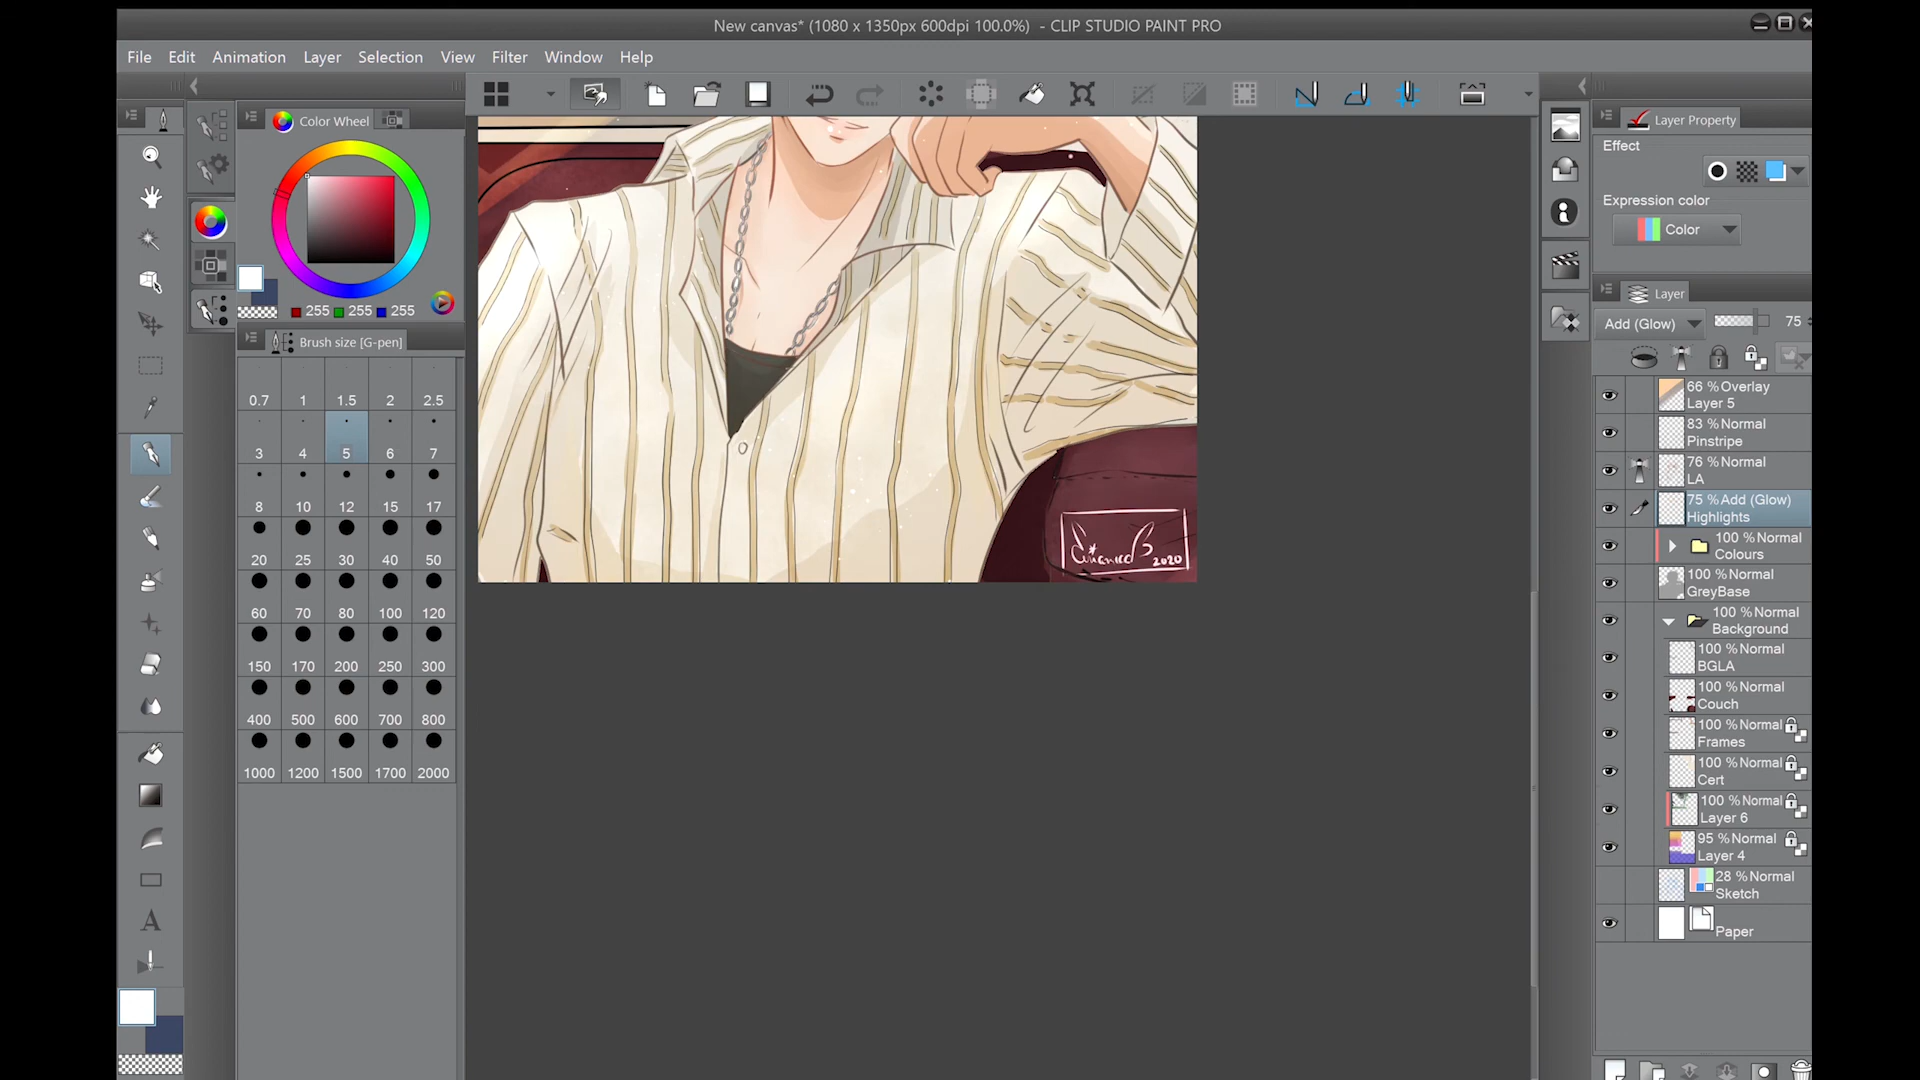 New canvas* (1080 x 1350px 600dpi 100.0%) - CLIP STUDIO PAINT PRO
File Edit Animation Layer Selection View Filter Window Help
Color Wheel
255 255 255
Brush size [G-pen]
0.7 1 1.5 2 2.5
3 4 5 6 7
8 10 12 15 17
20 25 30 40 50
60 70 80 100 120
150 170 200 250 300
400 500 600 700 800
1000 1200 1500 1700 2000
A
2020
Layer Property
Effect
Expression color
Color
Layer
Add (Glow) 75
66 % Overlay
Layer 5
83 % Normal
Pinstripe
76 % Normal
LA
75 % Add (Glow)
Highlights
100 % Normal
Colours
100 % Normal
GreyBase
100 % Normal
Background
100 % Normal
BGLA
100 % Normal
Couch
100 % Normal
Frames
100 % Normal
Cert
100 % Normal
Layer 6
95 % Normal
Layer 4
28 % Normal
Sketch
Paper